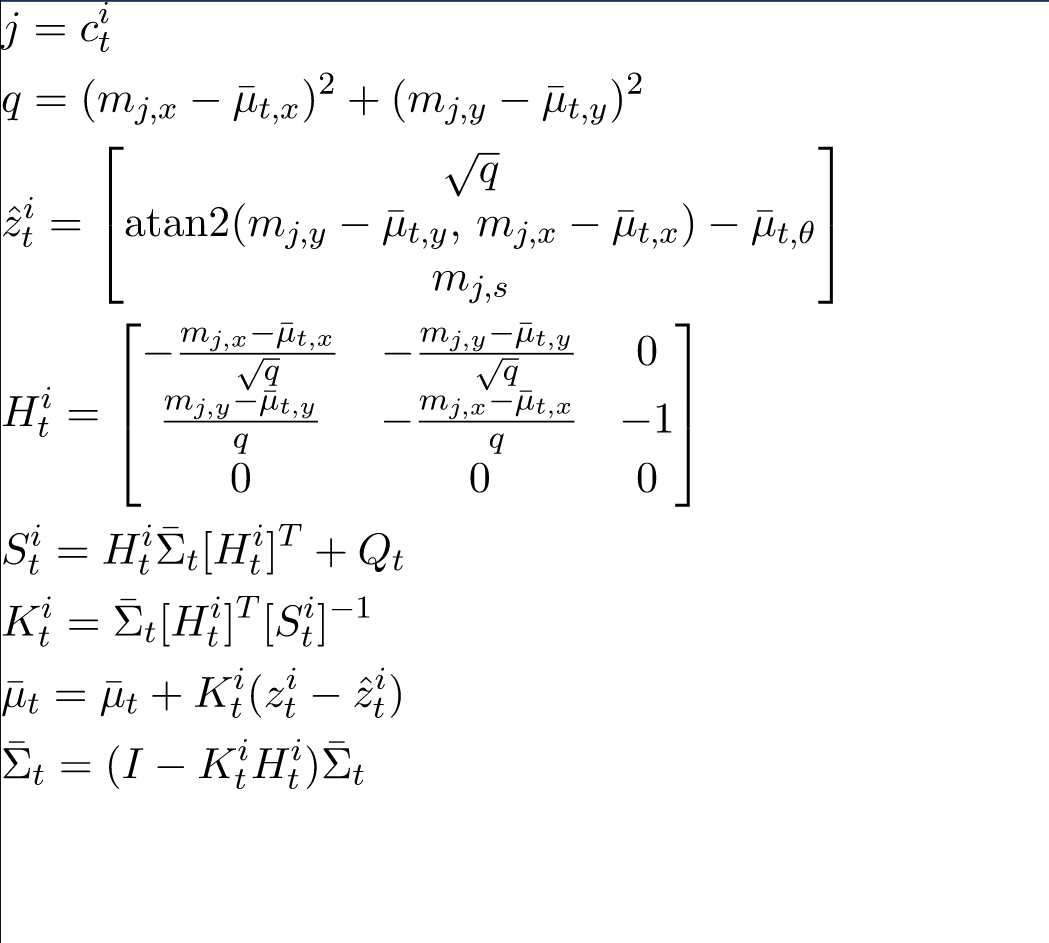 $j = c_t^i$
$q = (m_{j,x} - \bar{\mu}_{t,x})^2 + (m_{j,y} - \bar{\mu}_{t,y})^2$
$\hat{z}_t^i = \begin{bmatrix} \sqrt{q} \\ \text{atan2}(m_{j,y} - \bar{\mu}_{t,y},\, m_{j,x} - \bar{\mu}_{t,x}) - \bar{\mu}_{t,\theta} \\ m_{j,s} \end{bmatrix}$
$H_t^i = \begin{bmatrix} -\frac{m_{j,x} - \bar{\mu}_{t,x}}{\sqrt{q}} & -\frac{m_{j,y} - \bar{\mu}_{t,y}}{\sqrt{q}} & 0 \\ \frac{m_{j,y} - \bar{\mu}_{t,y}}{q} & -\frac{m_{j,x} - \bar{\mu}_{t,x}}{q} & -1 \\ 0 & 0 & 0 \end{bmatrix}$
$S_t^i = H_t^i \bar{\Sigma}_t [H_t^i]^T + Q_t$
$K_t^i = \bar{\Sigma}_t [H_t^i]^T [S_t^i]^{-1}$
$\bar{\mu}_t = \bar{\mu}_t + K_t^i (z_t^i - \hat{z}_t^i)$
$\bar{\Sigma}_t = (I - K_t^i H_t^i) \bar{\Sigma}_t$